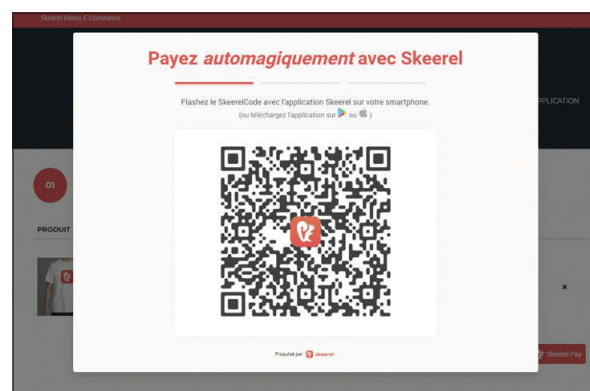 Skeerel Démo E-Commerce
Payez automagiquement avec Skeerel
Flashez le SkeerelCode avec l'application Skeerel sur votre smartphone.
(ou téléchargez l'application sur ou )
PPLICATION
01
PRODUIT
Propulsé par skeerel
Skeerel Pay